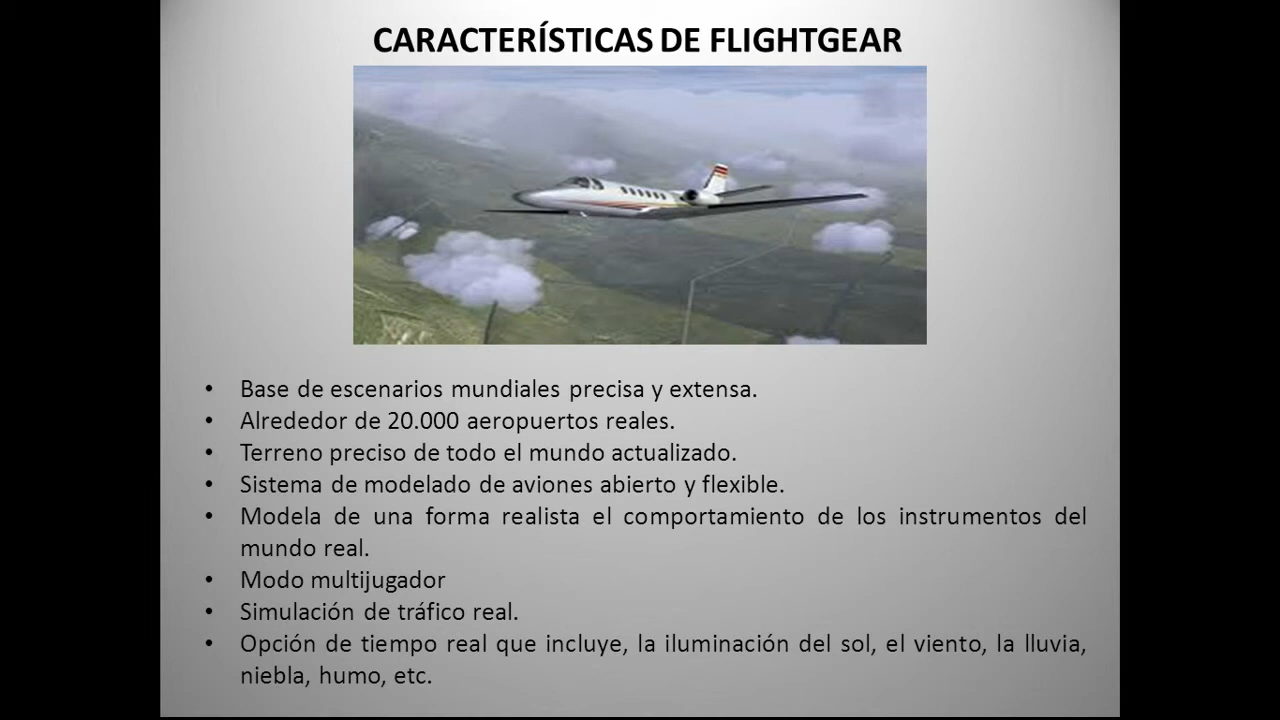 CARACTERÍSTICAS DE FLIGHTGEAR
• Base de escenarios mundiales precisa y extensa.
• Alrededor de 20.000 aeropuertos reales.
• Terreno preciso de todo el mundo actualizado.
• Sistema de modelado de aviones abierto y flexible.
• Modela de una forma realista el comportamiento de los instrumentos del
mundo real.
• Modo multijugador
• Simulación de tráfico real.
• Opción de tiempo real que incluye, la iluminación del sol, el viento, la lluvia,
niebla, humo, etc.